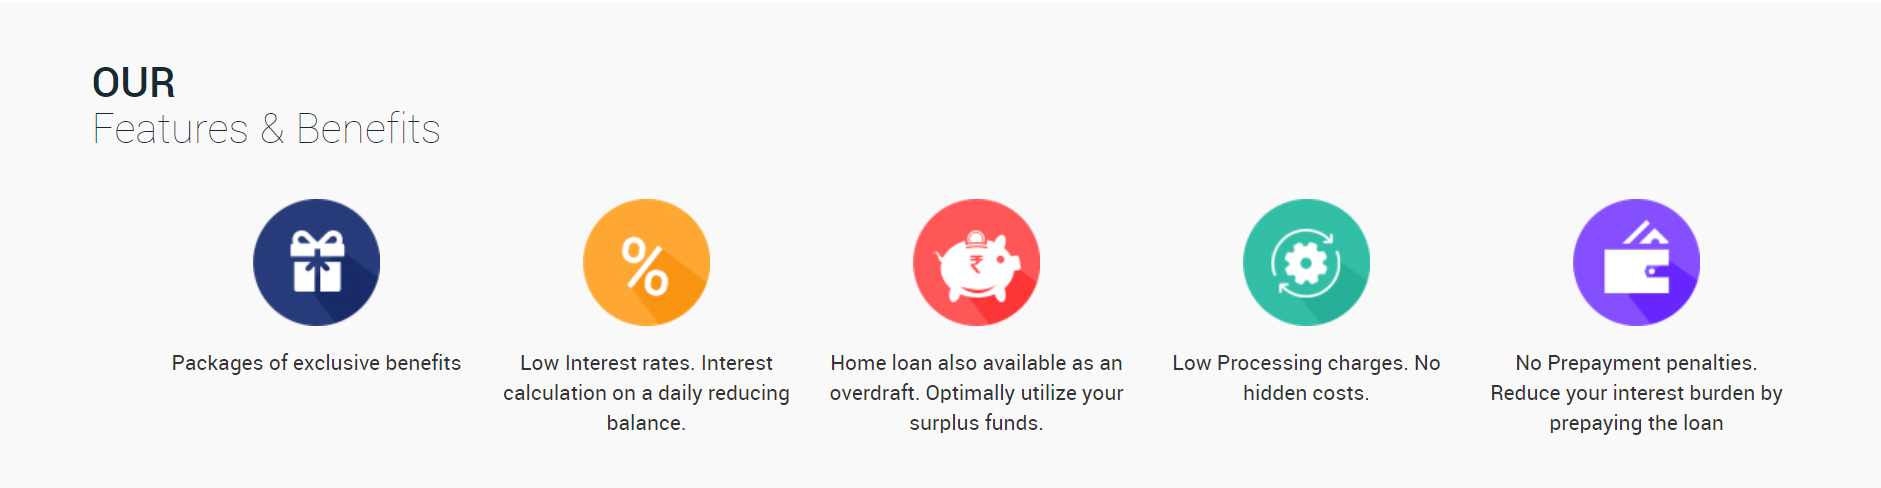 OUR
Features & Benefits
₹
%
Packages of exclusive benefits
Low Interest rates. Interest
calculation on a daily reducing
balance.
Home loan also available as an
overdraft. Optimally utilize your
surplus funds.
Low Processing charges. No
hidden costs.
No Prepayment penalties.
Reduce your interest burden by
prepaying the loan